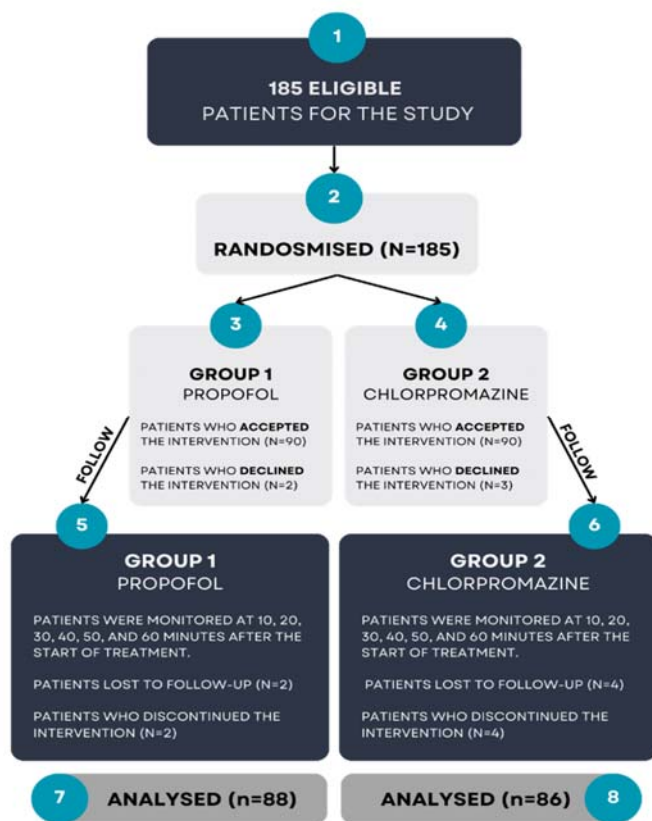 1
185 ELIGIBLE
PATIENTS FOR THE STUDY
2
RANDOSMISED (N=185)
3
GROUP 1
PROPOFOL
PATIENTS WHO ACCEPTED
THE INTERVENTION (N=90)
PATIENTS WHO DECLINED
THE INTERVENTION (N=2)
4
GROUP 2
CHLORPROMAZINE
PATIENTS WHO ACCEPTED
THE INTERVENTION (N=90)
PATIENTS WHO DECLINED
THE INTERVENTION (N=3)
FOLLOW
FOLLOW
5
GROUP 1
PROPOFOL
PATIENTS WERE MONITORED AT 10, 20,
30, 40, 50, AND 60 MINUTES AFTER THE
START OF TREATMENT.
PATIENTS LOST TO FOLLOW-UP (N=2)
PATIENTS WHO DISCONTINUED THE
INTERVENTION (N=2)
6
GROUP 2
CHLORPROMAZINE
PATIENTS WERE MONITORED AT 10, 20,
30, 40, 50, AND 60 MINUTES AFTER THE
START OF TREATMENT.
PATIENTS LOST TO FOLLOW-UP (N=4)
PATIENTS WHO DISCONTINUED THE
INTERVENTION (N=4)
7
ANALYSED (n=88)
ANALYSED (n=86)
8